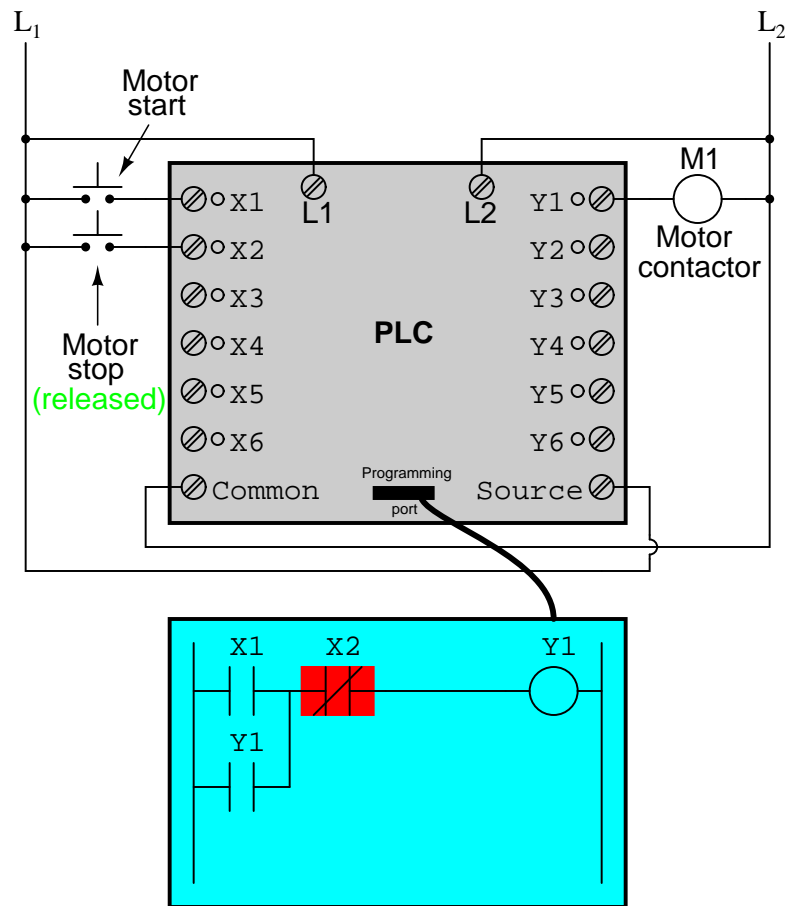 L1
L2
Motor
start
M1
X1
L1
L2
Y1
X2
Y2
Motor
contactor
X3
Y3
PLC
X4
Y4
Motor
stop
(released)
X5
Y5
X6
Y6
Common
Programming
port
Source
X1
X2
Y1
Y1